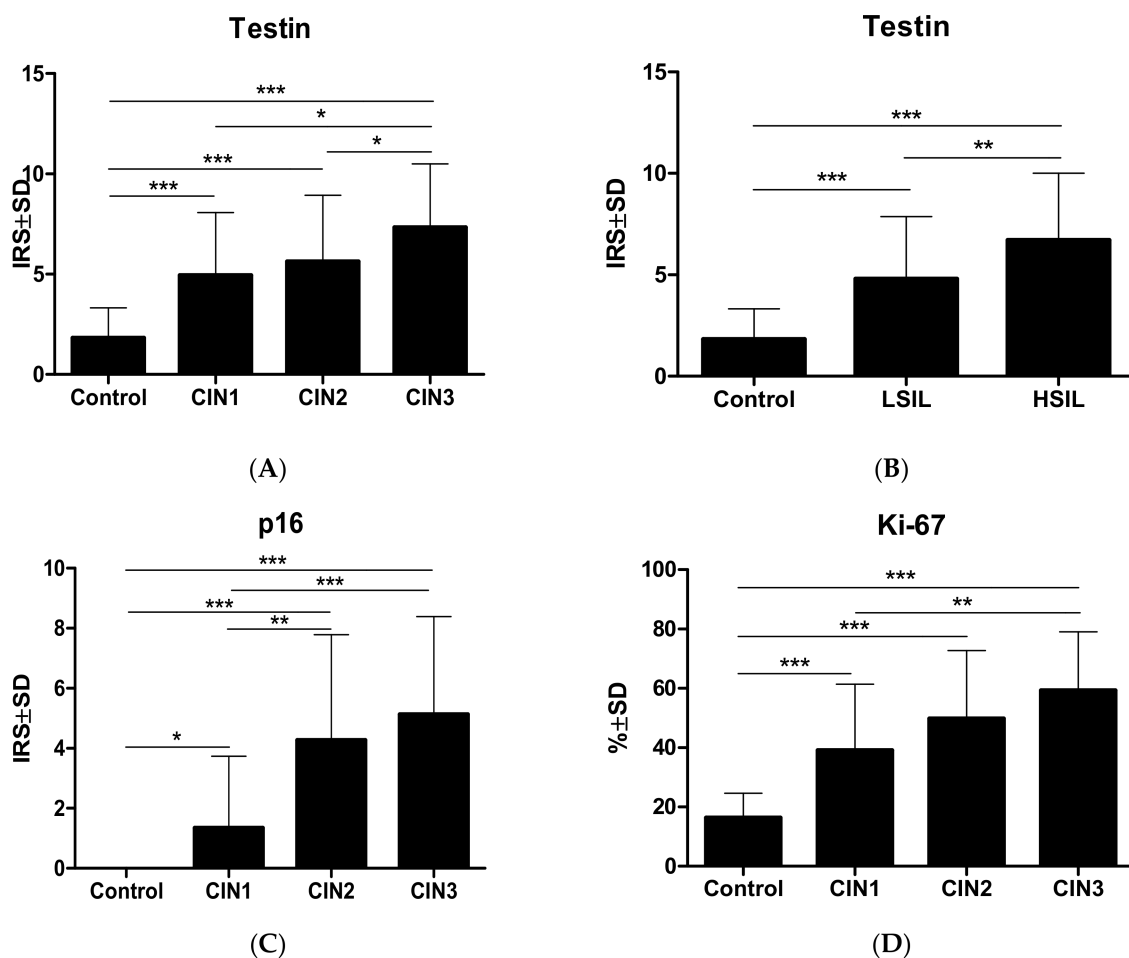 Testin
IRS±SD
15
10
5
0
***
*
*
***
***
Control CIN1 CIN2 CIN3
(A)
Testin
IRS±SD
15
10
5
0
***
**
***
Control LSIL HSIL
(B)
p16
IRS±SD
10
8
6
4
2
0
***
***
***
**
*
Control CIN1 CIN2 CIN3
(C)
Ki-67
%±SD
100
80
60
40
20
0
***
**
***
***
Control CIN1 CIN2 CIN3
(D)